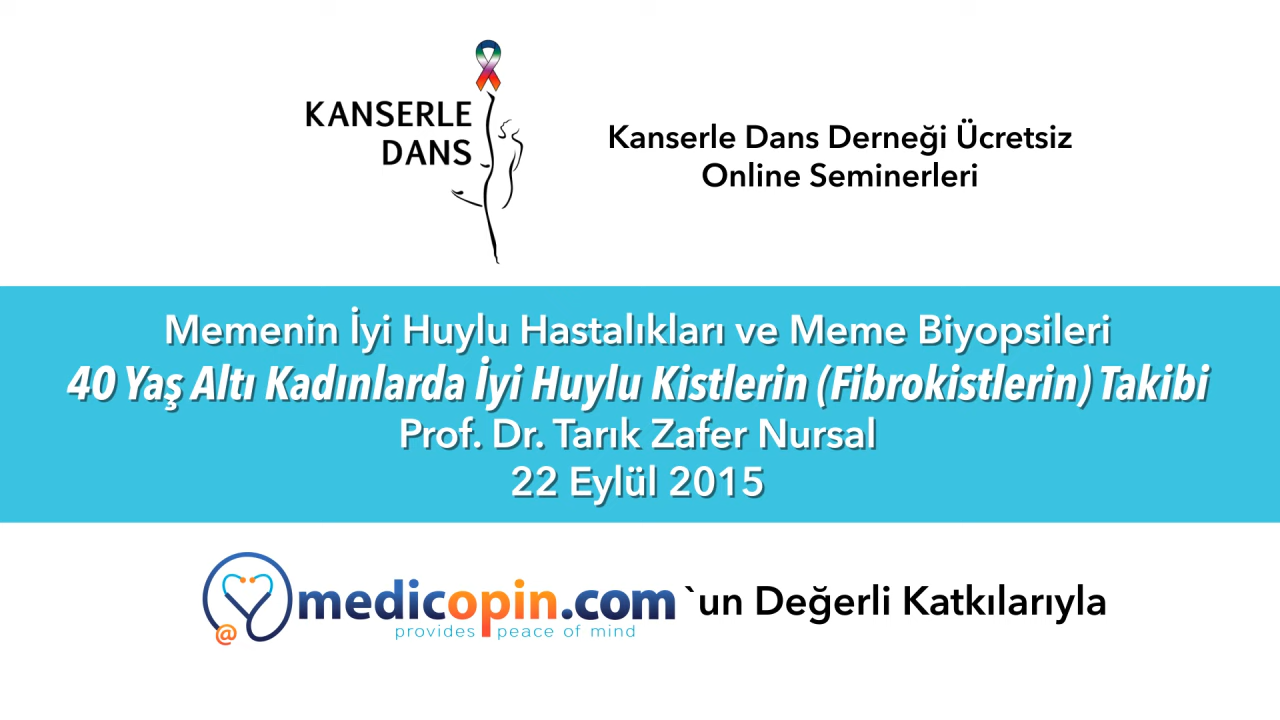 KANSERLE
DANS
Kanserle Dans Derneği Ücretsiz
Online Seminerleri
Memenin İyi Huylu Hastalıkları ve Meme Biyopsileri
40 Yaş Altı Kadınlarda İyi Huylu Kistlerin (Fibrokistlerin) Takibi
Prof. Dr. Tarık Zafer Nursal
22 Eylül 2015
@medicopin.com `un Değerli Katkılarıyla
provides peace of mind